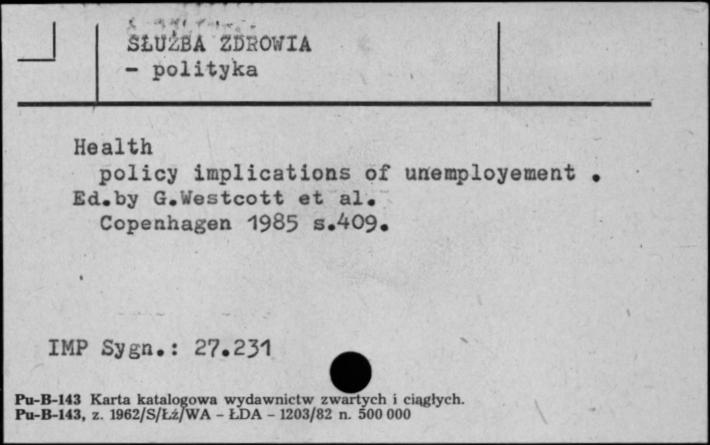 SŁUŻBA ZDROWIA
- polityka
Health
policy implications of unemployement .
Ed.by G.Westcott et al.
Copenhagen 1985 s.409.
IMP Sygn.: 27.231
Pu-B-143 Karta katalogowa wydawnictw zwartych i ciągłych.
Pu-B-143, z. 1962/S/Łź/WA - ŁDA - 1203/82 n. 500 000